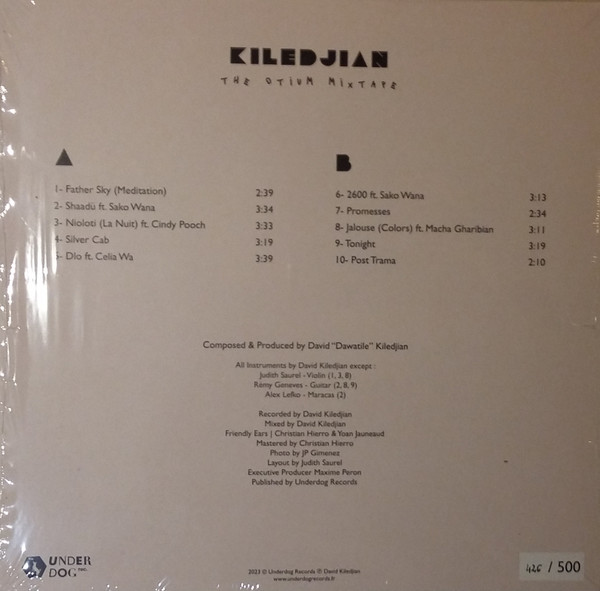 KILEDJIAN
THE OTIUM MIXTAPE
A
1- Father Sky (Meditation) 2:39
2- Shaadü ft. Sako Wana 3:34
3- Nioloti (La Nuit) ft. Cindy Pooch 3:33
4- Silver Cab 3:19
5- Dlo ft. Celia Wa 3:39
B
6- 2600 ft. Sako Wana 3:13
7- Promesses 2:34
8- Jalouse (Colors) ft. Macha Gharibian 3:11
9- Tonight 3:19
10- Post Trama 2:10
Composed & Produced by David "Dawatile" Kiledjian
All Instruments by David Kiledjian except :
Judith Saurel - Violin (1, 3, 8)
Rémy Geneves - Guitar (2, 8, 9)
Alex Lefko - Maracas (2)
Recorded by David Kiledjian
Mixed by David Kiledjian
Friendly Ears | Christian Hierro & Yoan Jauneaud
Mastered by Christian Hierro
Photo by JP Gimenez
Layout by Judith Saurel
Executive Producer Maxime Peron
Published by Underdog Records
UNDER
DOG REC.
2023 © Underdog Records ℗ David Kiledjian
www.underdogrecords.fr
426 / 500